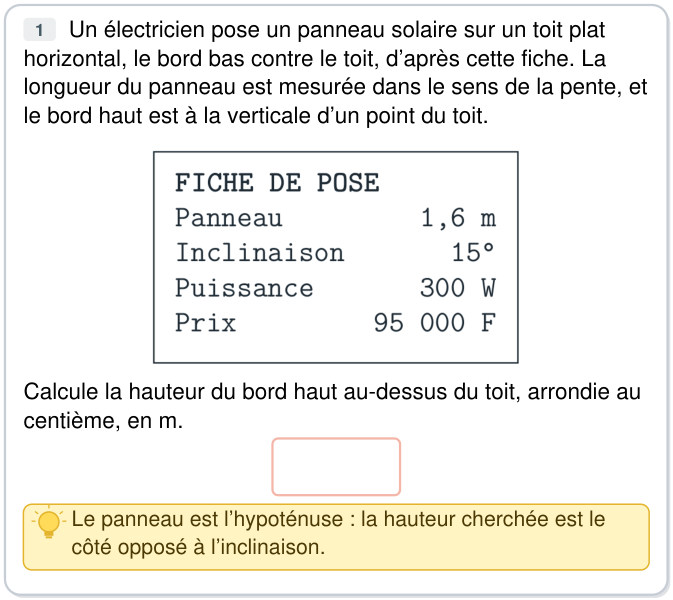 1 Un électricien pose un panneau solaire sur un toit plat
horizontal, le bord bas contre le toit, d'après cette fiche. La
longueur du panneau est mesurée dans le sens de la pente, et
le bord haut est à la verticale d'un point du toit.
FICHE DE POSE
Panneau 1,6 m
Inclinaison 15°
Puissance 300 W
Prix 95 000 F
Calcule la hauteur du bord haut au-dessus du toit, arrondie au
centième, en m.
Le panneau est l'hypoténuse : la hauteur cherchée est le
côté opposé à l'inclinaison.